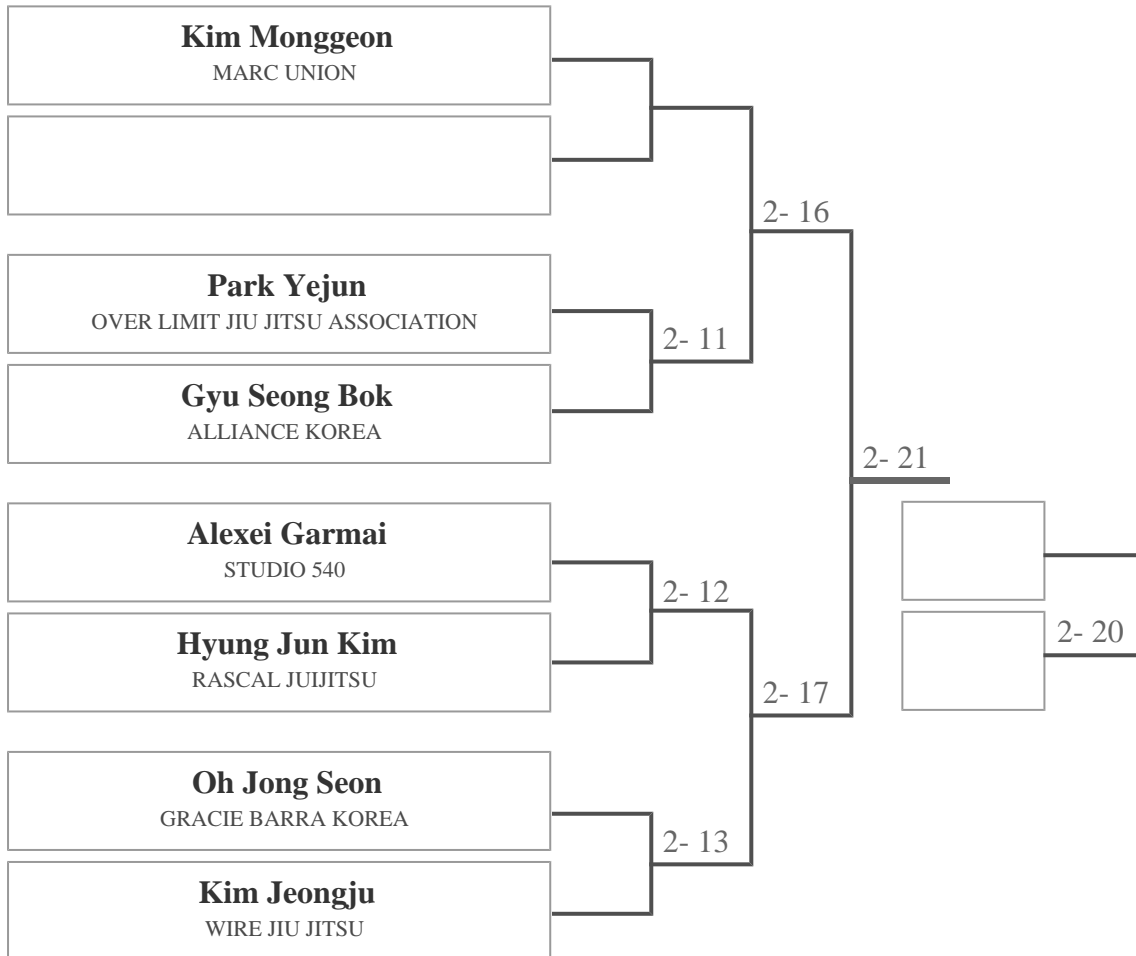 Kim Monggeon
MARC UNION
2- 16
Park Yejun
OVER LIMIT JIU JITSU ASSOCIATION
2- 11
Gyu Seong Bok
ALLIANCE KOREA
2- 21
Alexei Garmai
STUDIO 540
2- 12
Hyung Jun Kim
RASCAL JUIJITSU
2- 20
2- 17
Oh Jong Seon
GRACIE BARRA KOREA
2- 13
Kim Jeongju
WIRE JIU JITSU